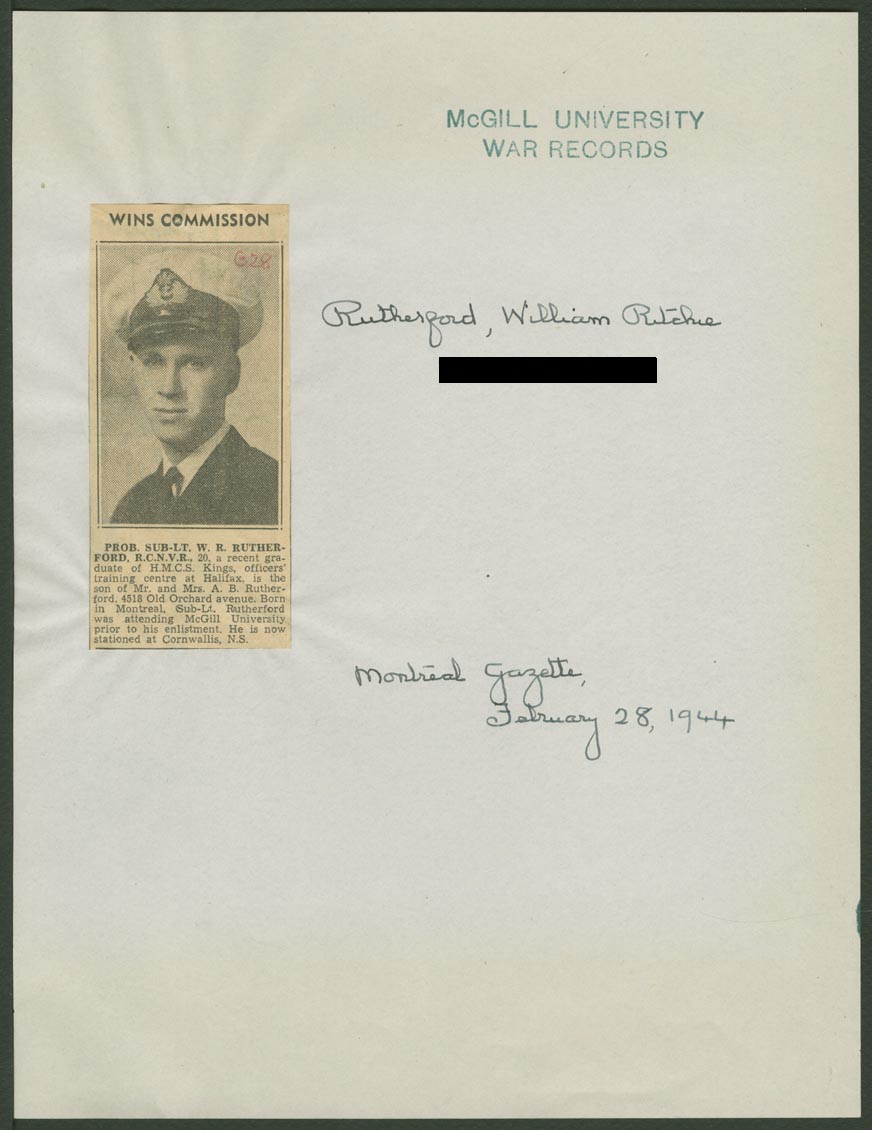 McGILL UNIVERSITY
WAR RECORDS
WINS COMMISSION
G28
Rutherford, William Ritchie
PROB. SUB-LT. W. R. RUTHER-
FORD, R.C.N.V.R., 20, a recent gra-
duate of H.M.C.S. Kings, officers'
training centre at Halifax, is the
son of Mr. and Mrs. A. B. Ruther-
ford, 4518 Old Orchard avenue. Born
in Montreal, Sub-Lt. Rutherford
was attending McGill University
prior to his enlistment. He is now
stationed at Cornwallis, N.S.
Montreal Gazette,
February 28, 1944